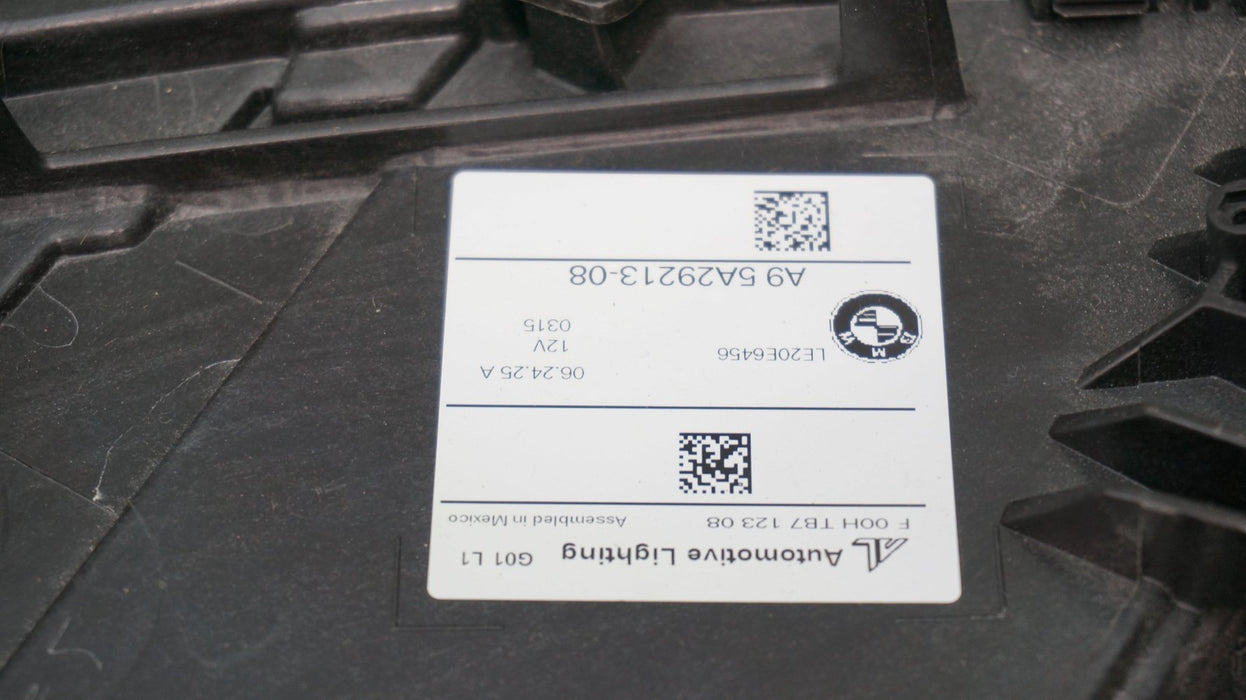 Automotive Lighting G01 L1
F 00H TB7 123 08 Assembled in Mexico
06.24.25 A
LE20E6456 12V
0315
BMW
A9 5A29213-08